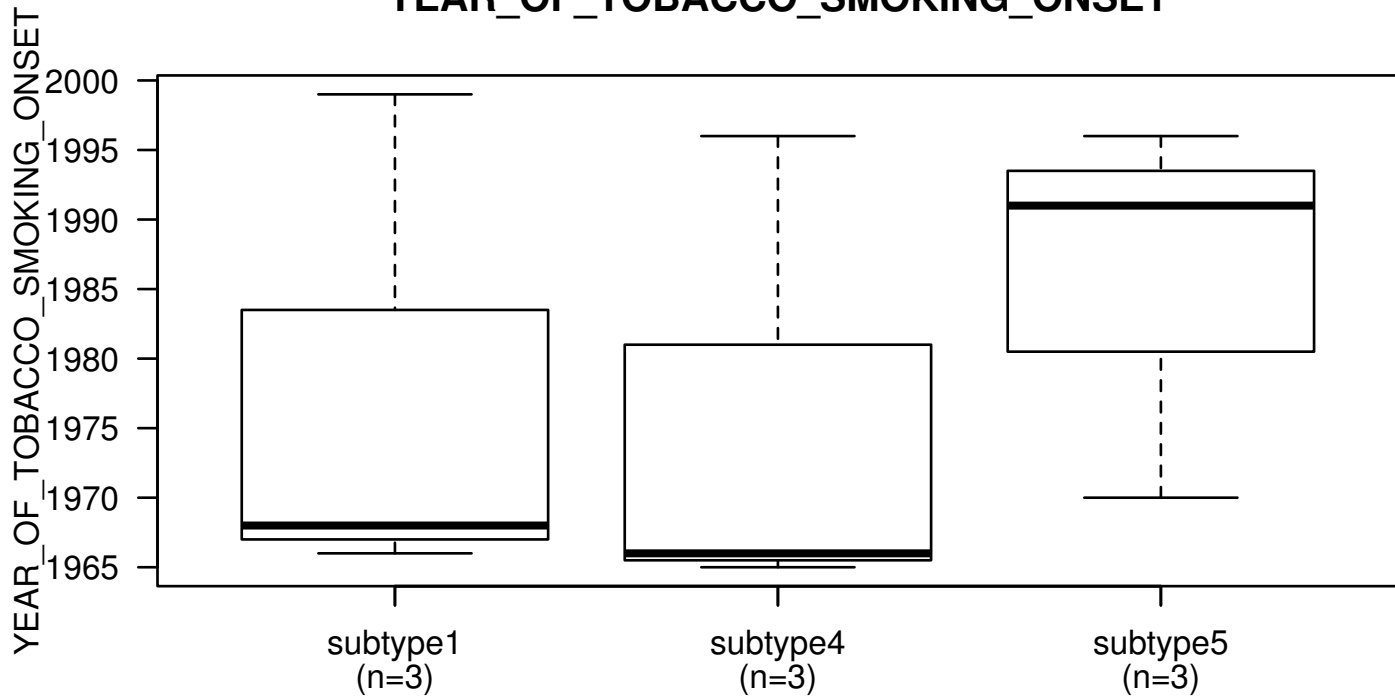 YEAR_OF_TOBACCO_SMOKING_ONSET
YEAR_OF_TOBACCO_SMOKING_ONSET
2000
1995
1990
1985
1980
1975
1970
1965
subtype1
(n=3)
subtype4
(n=3)
subtype5
(n=3)